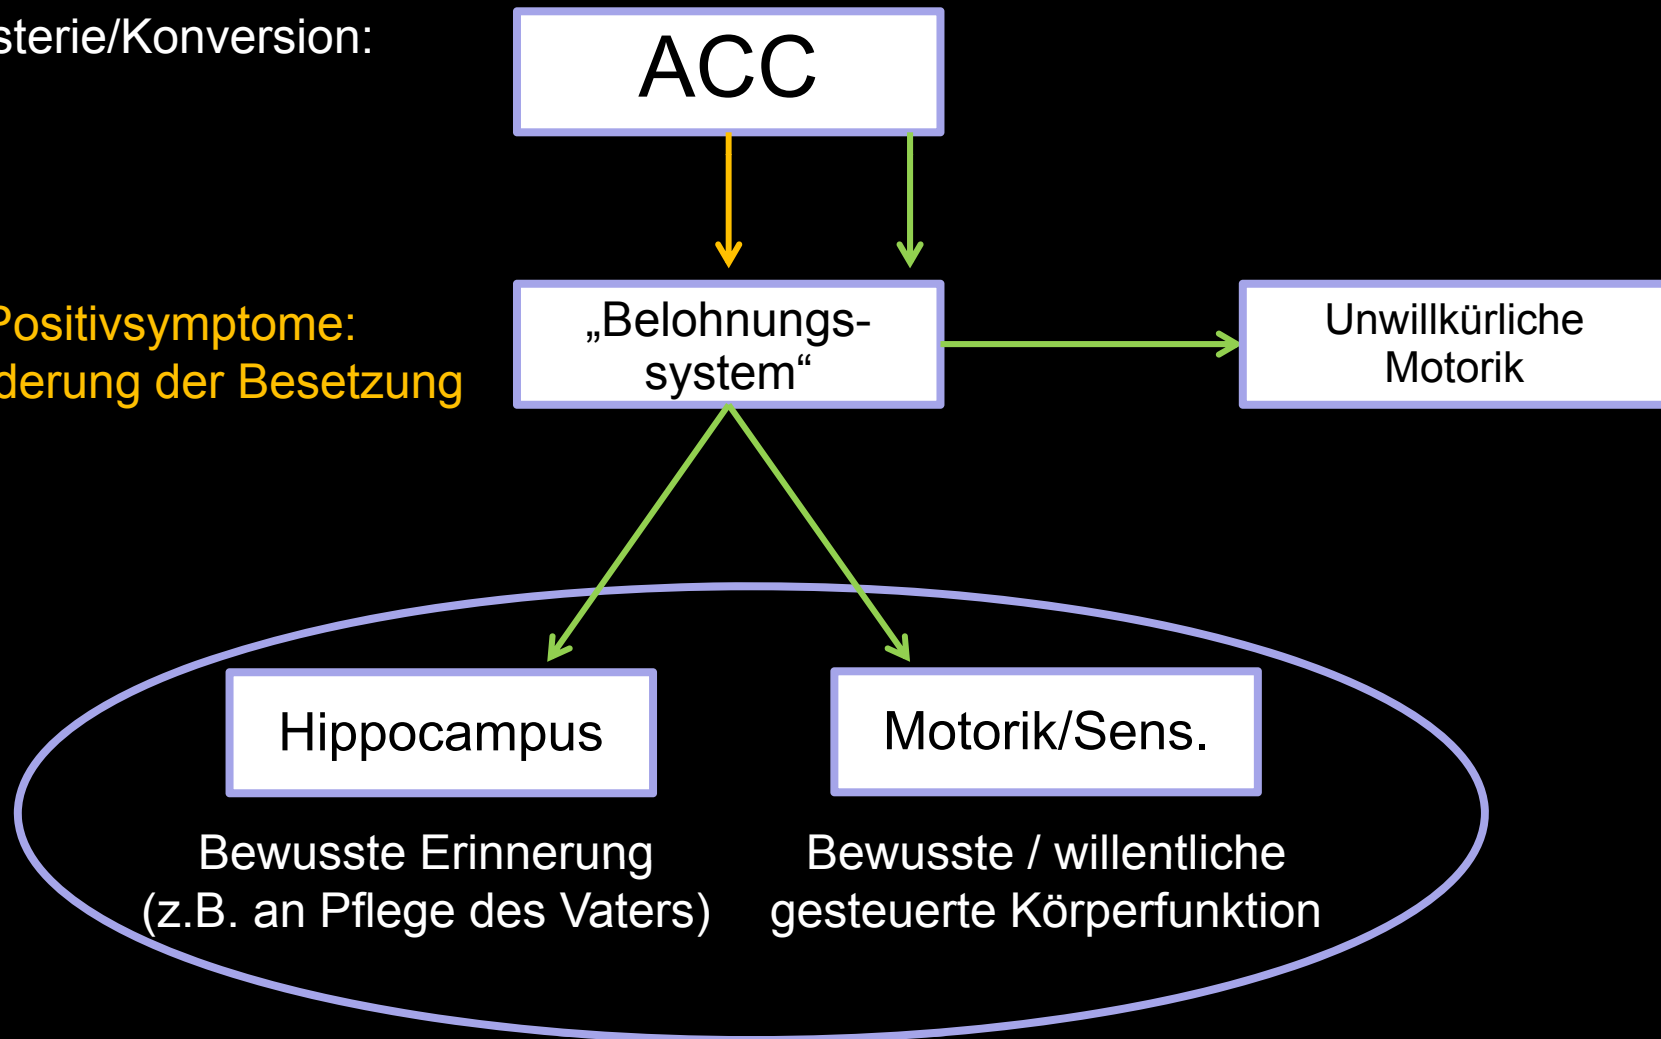 sterie/Konversion:
ACC
Positivsymptome:
derung der Besetzung
„Belohnungs-
system“
Unwillkürliche
Motorik
Hippocampus
Motorik/Sens.
Bewusste Erinnerung
(z.B. an Pflege des Vaters)
Bewusste / willentliche
gesteuerte Körperfunktion